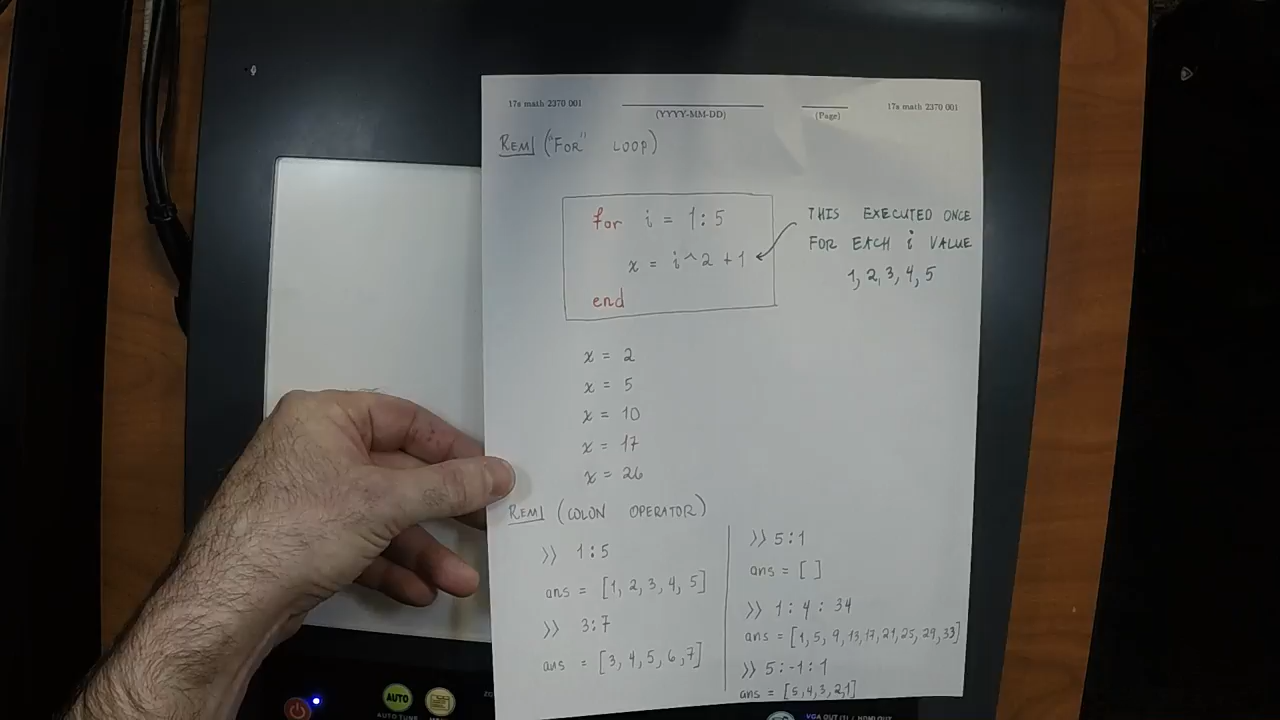 17s math 2370 001
(YYYY-MM-DD)
(Page)
17s math 2370 001
REM ("FOR" LOOP)
for i = 1:5
x = i^2 + 1
end
THIS EXECUTED ONCE
FOR EACH i VALUE
1, 2, 3, 4, 5
x = 2
x = 5
x = 10
x = 17
x = 26
REM (COLON OPERATOR)
>> 1:5
ans = [1, 2, 3, 4, 5]
>> 3:7
ans = [3, 4, 5, 6, 7]
>> 5:1
ans = [ ]
>> 1:4:34
ans = [1, 5, 9, 13, 17, 21, 25, 29, 33]
>> 5:-1:1
ans = [5, 4, 3, 2, 1]
AUTO
AUTO TUNE